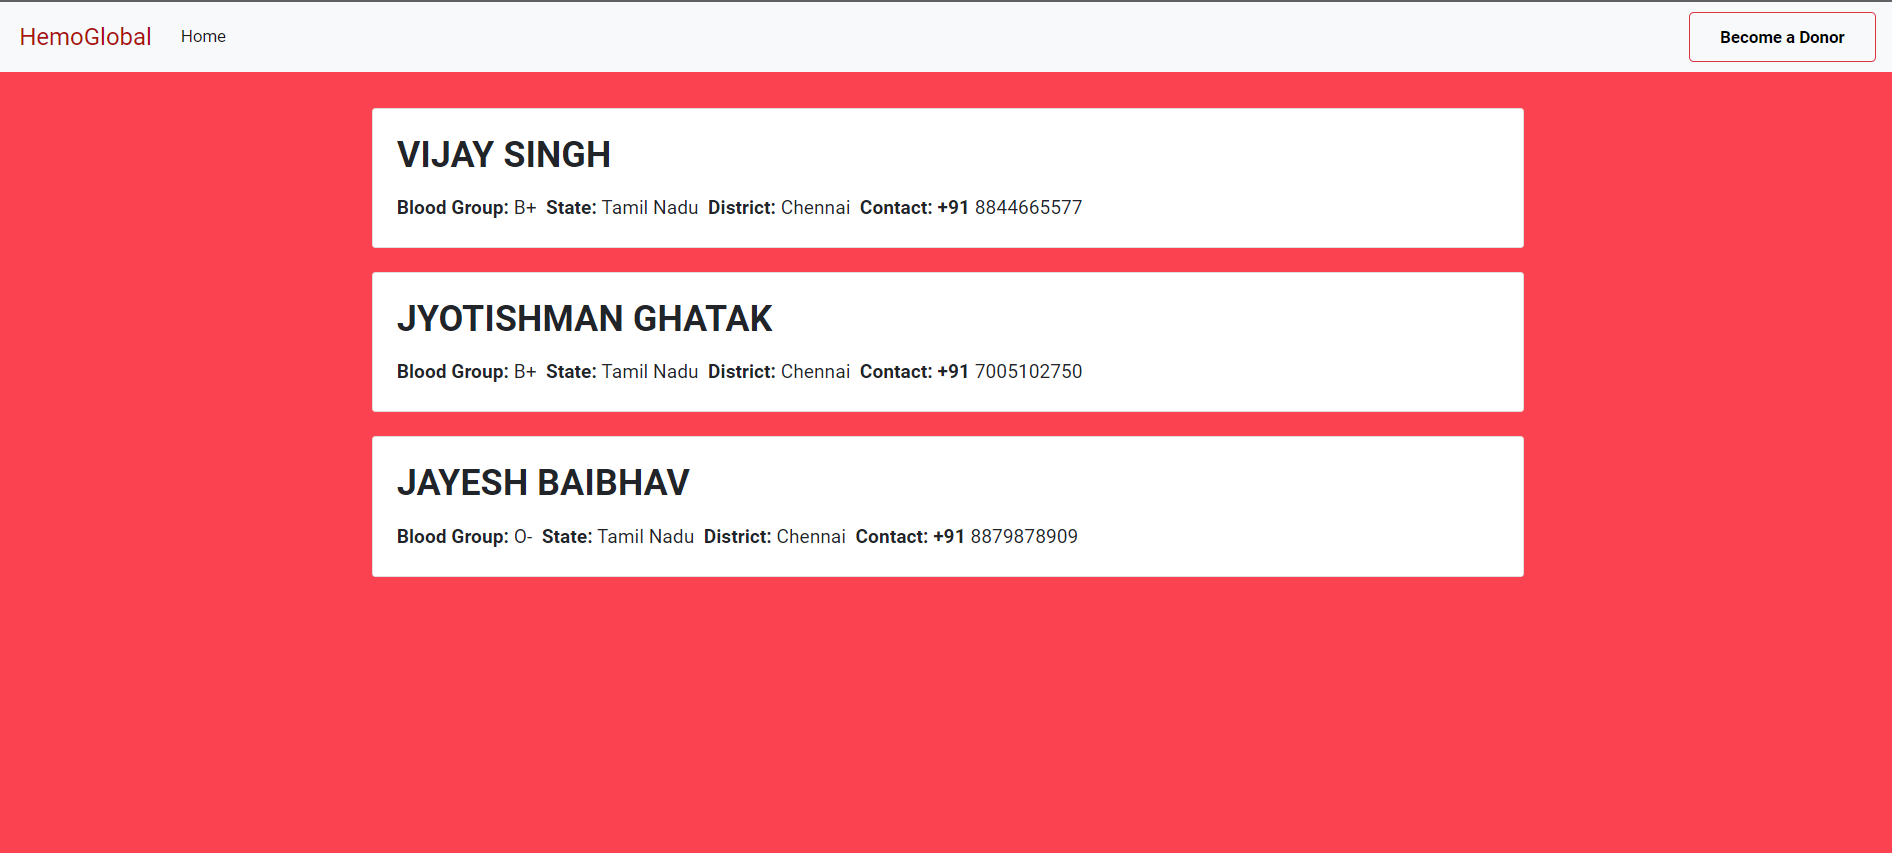 HemoGlobal Home Become a Donor
VIJAY SINGH
Blood Group: B+ State: Tamil Nadu District: Chennai Contact: +91 8844665577
JYOTISHMAN GHATAK
Blood Group: B+ State: Tamil Nadu District: Chennai Contact: +91 7005102750
JAYESH BAIBHAV
Blood Group: O- State: Tamil Nadu District: Chennai Contact: +91 8879878909